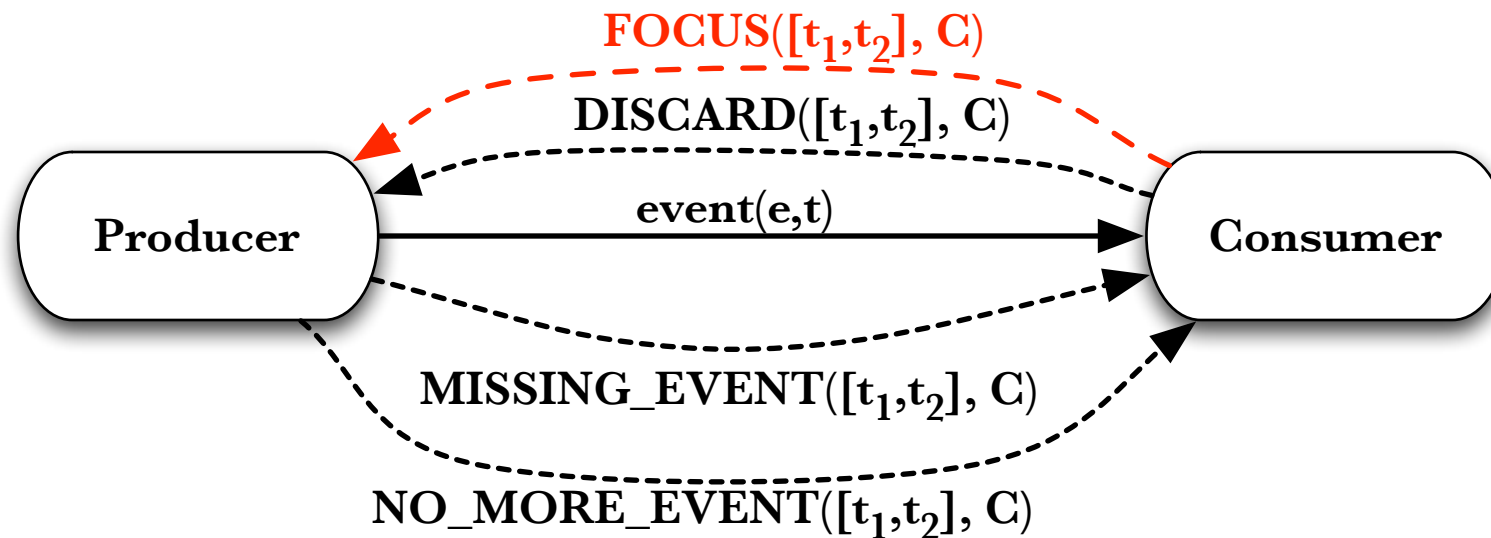 FOCUS([t₁,t₂], C)
DISCARD([t₁,t₂], C)
event(e,t)
Producer
Consumer
MISSING_EVENT([t₁,t₂], C)
NO_MORE_EVENT([t₁,t₂], C)